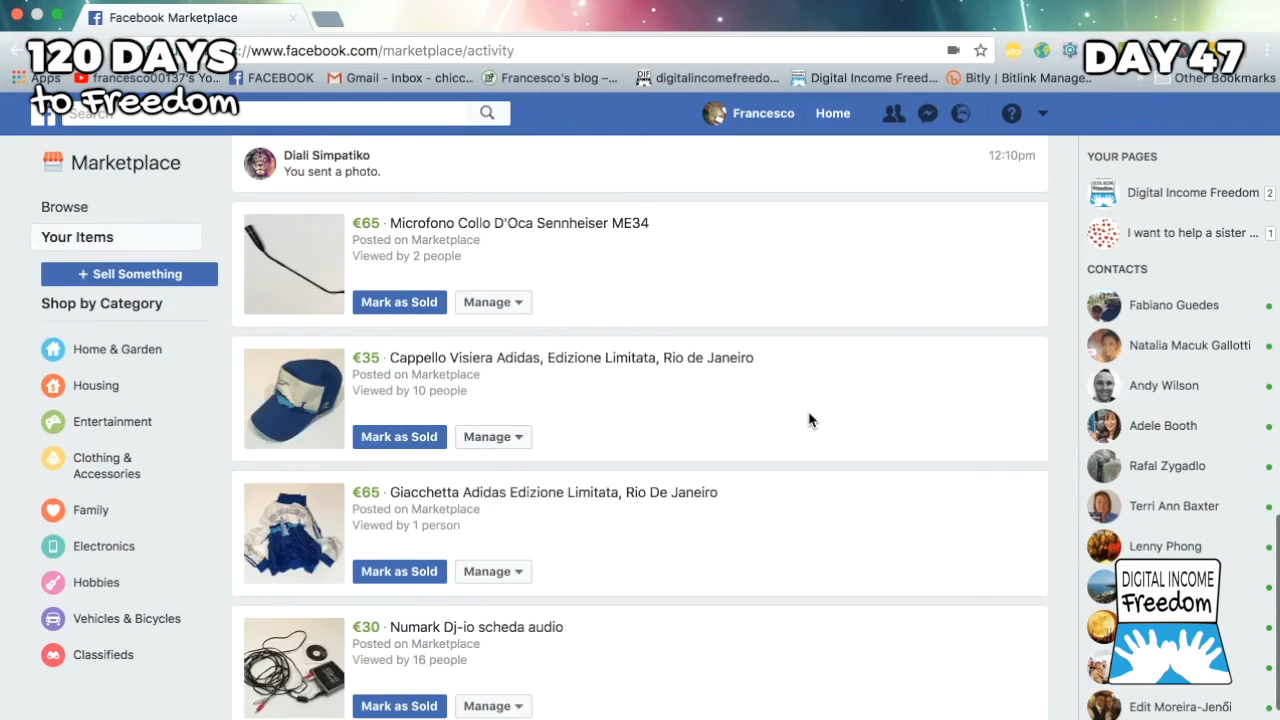 Facebook Marketplace
120 DAYS
to Freedom
DAY 47
://www.facebook.com/marketplace/activity
Apps
francesco00137's Yo...
FACEBOOK
Gmail - Inbox - chicc...
Francesco's blog –...
digitalincomefreedo...
Digital Income Freed...
Bitly | Bitlink Manage...
Other Bookmarks
Search
Francesco
Home
Marketplace
Browse
Your Items
+ Sell Something
Shop by Category
Home & Garden
Housing
Entertainment
Clothing &
Accessories
Family
Electronics
Hobbies
Vehicles & Bicycles
Classifieds
Diali Simpatiko
12:10pm
You sent a photo.
€65 · Microfono Collo D'Oca Sennheiser ME34
Posted on Marketplace
Viewed by 2 people
Mark as Sold
Manage
€35 · Cappello Visiera Adidas, Edizione Limitata, Rio de Janeiro
Posted on Marketplace
Viewed by 10 people
Mark as Sold
Manage
€65 · Giacchetta Adidas Edizione Limitata, Rio De Janeiro
Posted on Marketplace
Viewed by 1 person
Mark as Sold
Manage
€30 · Numark Dj-io scheda audio
Posted on Marketplace
Viewed by 16 people
Mark as Sold
Manage
YOUR PAGES
Digital Income Freedom 2
I want to help a sister ... 1
CONTACTS
Fabiano Guedes
Natalia Macuk Gallotti
Andy Wilson
Adele Booth
Rafal Zygadlo
Terri Ann Baxter
Lenny Phong
DIGITAL INCOME
Freedom
Edit Moreira-Jenői